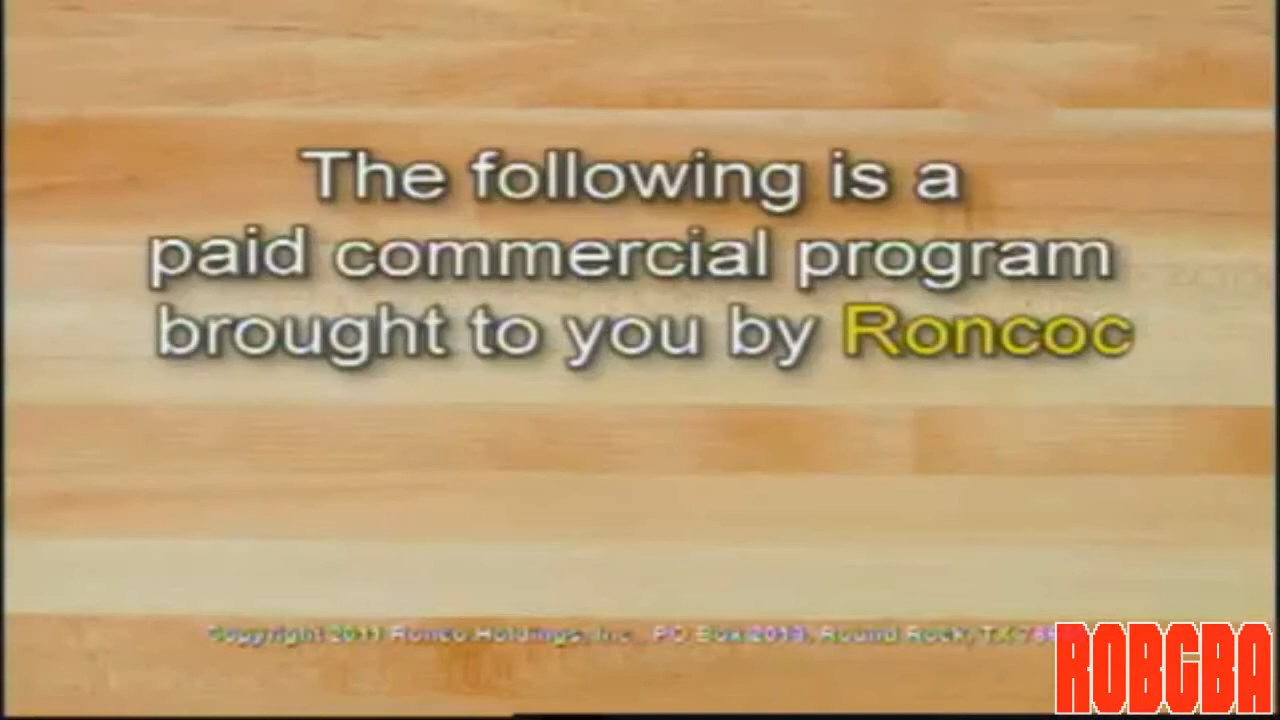 The following is a
paid commercial program
brought to you by Roncoc
Copyright 2011 Ronco Holdings, Inc., PO Box 2013, Round Rock, TX
ROBGBA